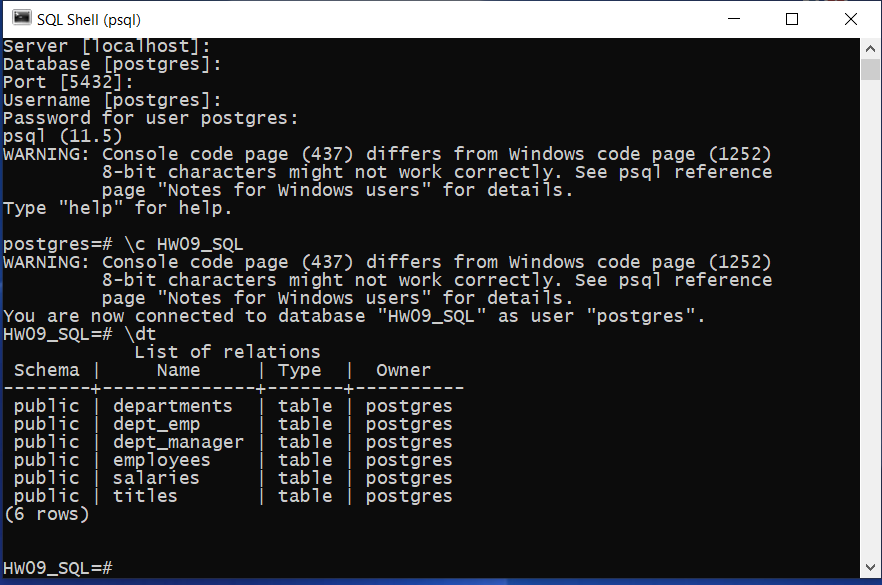 SQL Shell (psql)
Server [localhost]:
Database [postgres]:
Port [5432]:
Username [postgres]:
Password for user postgres:
psql (11.5)
WARNING: Console code page (437) differs from Windows code page (1252)
         8-bit characters might not work correctly. See psql reference
         page "Notes for Windows users" for details.
Type "help" for help.

postgres=# \c HW09_SQL
WARNING: Console code page (437) differs from Windows code page (1252)
         8-bit characters might not work correctly. See psql reference
         page "Notes for Windows users" for details.
You are now connected to database "HW09_SQL" as user "postgres".
HW09_SQL=# \dt
            List of relations
 Schema |     Name     | Type  |  Owner
--------+--------------+-------+----------
 public | departments  | table | postgres
 public | dept_emp     | table | postgres
 public | dept_manager | table | postgres
 public | employees    | table | postgres
 public | salaries     | table | postgres
 public | titles       | table | postgres
(6 rows)


HW09_SQL=#